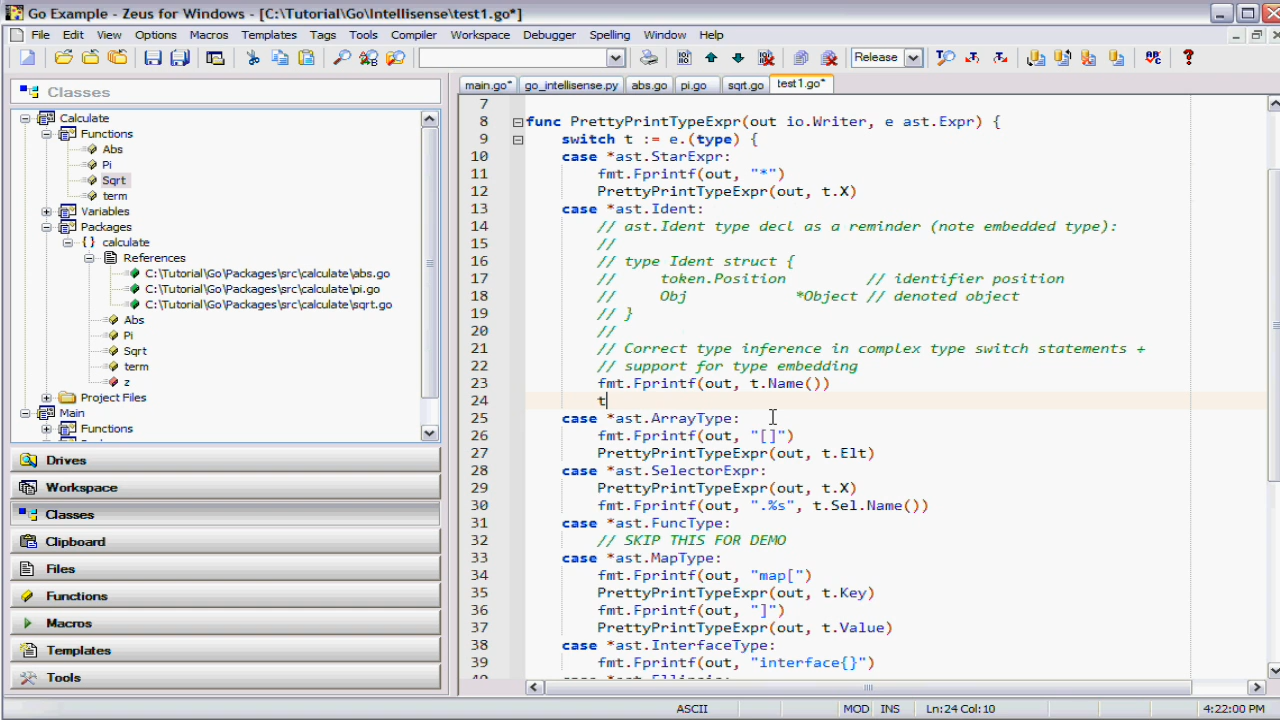 Go Example - Zeus for Windows - [C:\Tutorial\Go\Intellisense\test1.go*]
File Edit View Options Macros Templates Tags Tools Compiler Workspace Debugger Spelling Window Help
Release
Classes
Calculate
Functions
Abs
Pi
Sqrt
term
Variables
Packages
{ } calculate
References
C:\Tutorial\Go\Packages\src\calculate\abs.go
C:\Tutorial\Go\Packages\src\calculate\pi.go
C:\Tutorial\Go\Packages\src\calculate\sqrt.go
Abs
Pi
Sqrt
term
z
Project Files
Main
Functions
Drives
Workspace
Classes
Clipboard
Files
Functions
Macros
Templates
Tools
main.go* go_intellisense.py abs.go pi.go sqrt.go test1.go*
7
8 func PrettyPrintTypeExpr(out io.Writer, e ast.Expr) {
9 switch t := e.(type) {
10 case *ast.StarExpr:
11 fmt.Fprintf(out, "*")
12 PrettyPrintTypeExpr(out, t.X)
13 case *ast.Ident:
14 // ast.Ident type decl as a reminder (note embedded type):
15 //
16 // type Ident struct {
17 // token.Position // identifier position
18 // Obj *Object // denoted object
19 // }
20 //
21 // Correct type inference in complex type switch statements +
22 // support for type embedding
23 fmt.Fprintf(out, t.Name())
24 t
25 case *ast.ArrayType:
26 fmt.Fprintf(out, "[]")
27 PrettyPrintTypeExpr(out, t.Elt)
28 case *ast.SelectorExpr:
29 PrettyPrintTypeExpr(out, t.X)
30 fmt.Fprintf(out, ".%s", t.Sel.Name())
31 case *ast.FuncType:
32 // SKIP THIS FOR DEMO
33 case *ast.MapType:
34 fmt.Fprintf(out, "map[")
35 PrettyPrintTypeExpr(out, t.Key)
36 fmt.Fprintf(out, "]")
37 PrettyPrintTypeExpr(out, t.Value)
38 case *ast.InterfaceType:
39 fmt.Fprintf(out, "interface{}")
ASCII MOD INS Ln:24 Col:10 4:22:00 PM